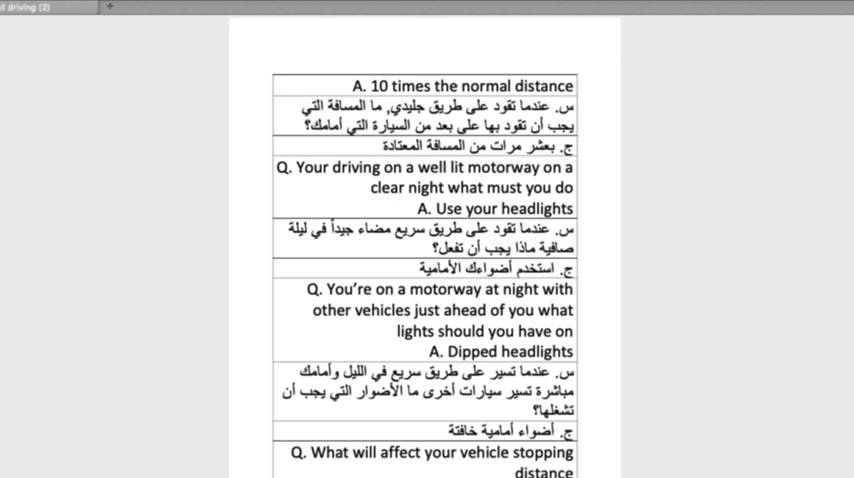 ll driving (2)
A. 10 times the normal distance
س. عندما تقود على طريق جليدي, ما المسافة التي
يجب أن تقود بها على بعد من السيارة التي أمامك؟
ج. بعشر مرات من المسافة المعتادة
Q. Your driving on a well lit motorway on a
clear night what must you do
A. Use your headlights
س. عندما تقود على طريق سريع مضاء جيداً في ليلة
صافية ماذا يجب أن تفعل؟
ج. استخدم أضواءك الأمامية
Q. You’re on a motorway at night with
other vehicles just ahead of you what
lights should you have on
A. Dipped headlights
س. عندما تسير على طريق سريع في الليل وأمامك
مباشرة تسير سيارات أخرى ما الأضوار التي يجب أن
تشغلها؟
ج. أضواء أمامية خافتة
Q. What will affect your vehicle stopping
distance